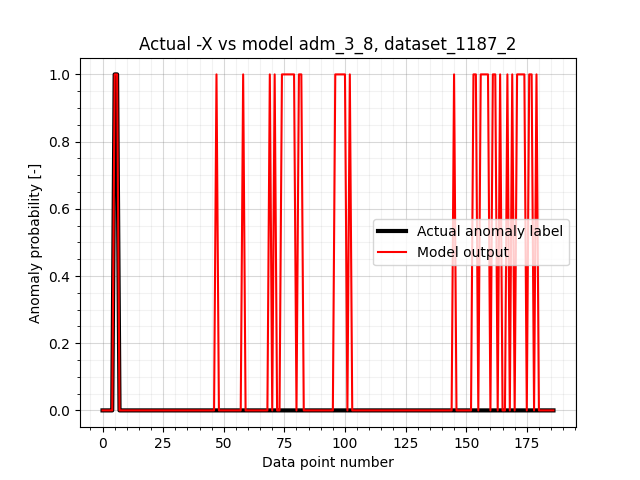 Actual -X vs model adm_3_8, dataset_1187_2
Anomaly probability [-]
1.0
0.8
0.6
0.4
0.2
0.0
Actual anomaly label
Model output
0 25 50 75 100 125 150 175
Data point number